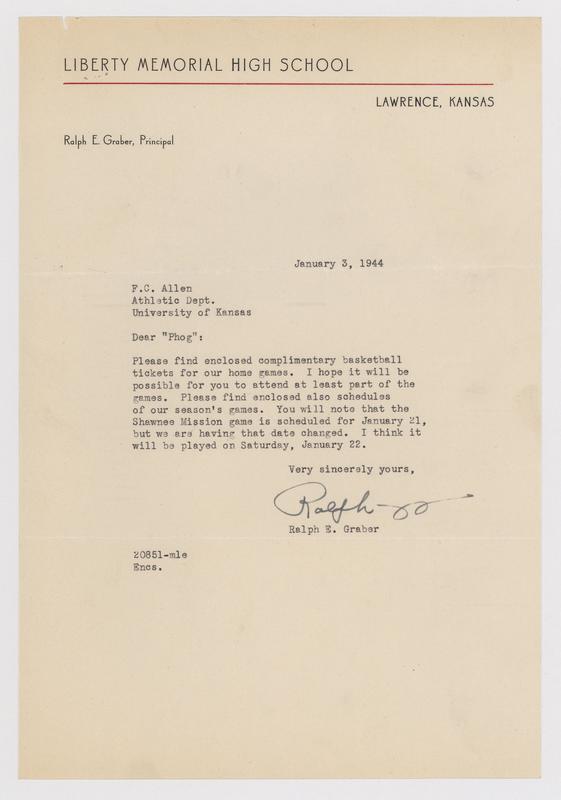 LIBERTY MEMORIAL HIGH SCHOOL
LAWRENCE, KANSAS
Ralph E. Graber, Principal
January 3, 1944
F.C. Allen
Athletic Dept.
University of Kansas
Dear "Phog":
Please find enclosed complimentary basketball
tickets for our home games. I hope it will be
possible for you to attend at least part of the
games. Please find enclosed also schedules
of our season's games. You will note that the
Shawnee Mission game is scheduled for January 21,
but we are having that date changed. I think it
will be played on Saturday, January 22.
Very sincerely yours,
Ralph
Ralph E. Graber
20851-mle
Encs.